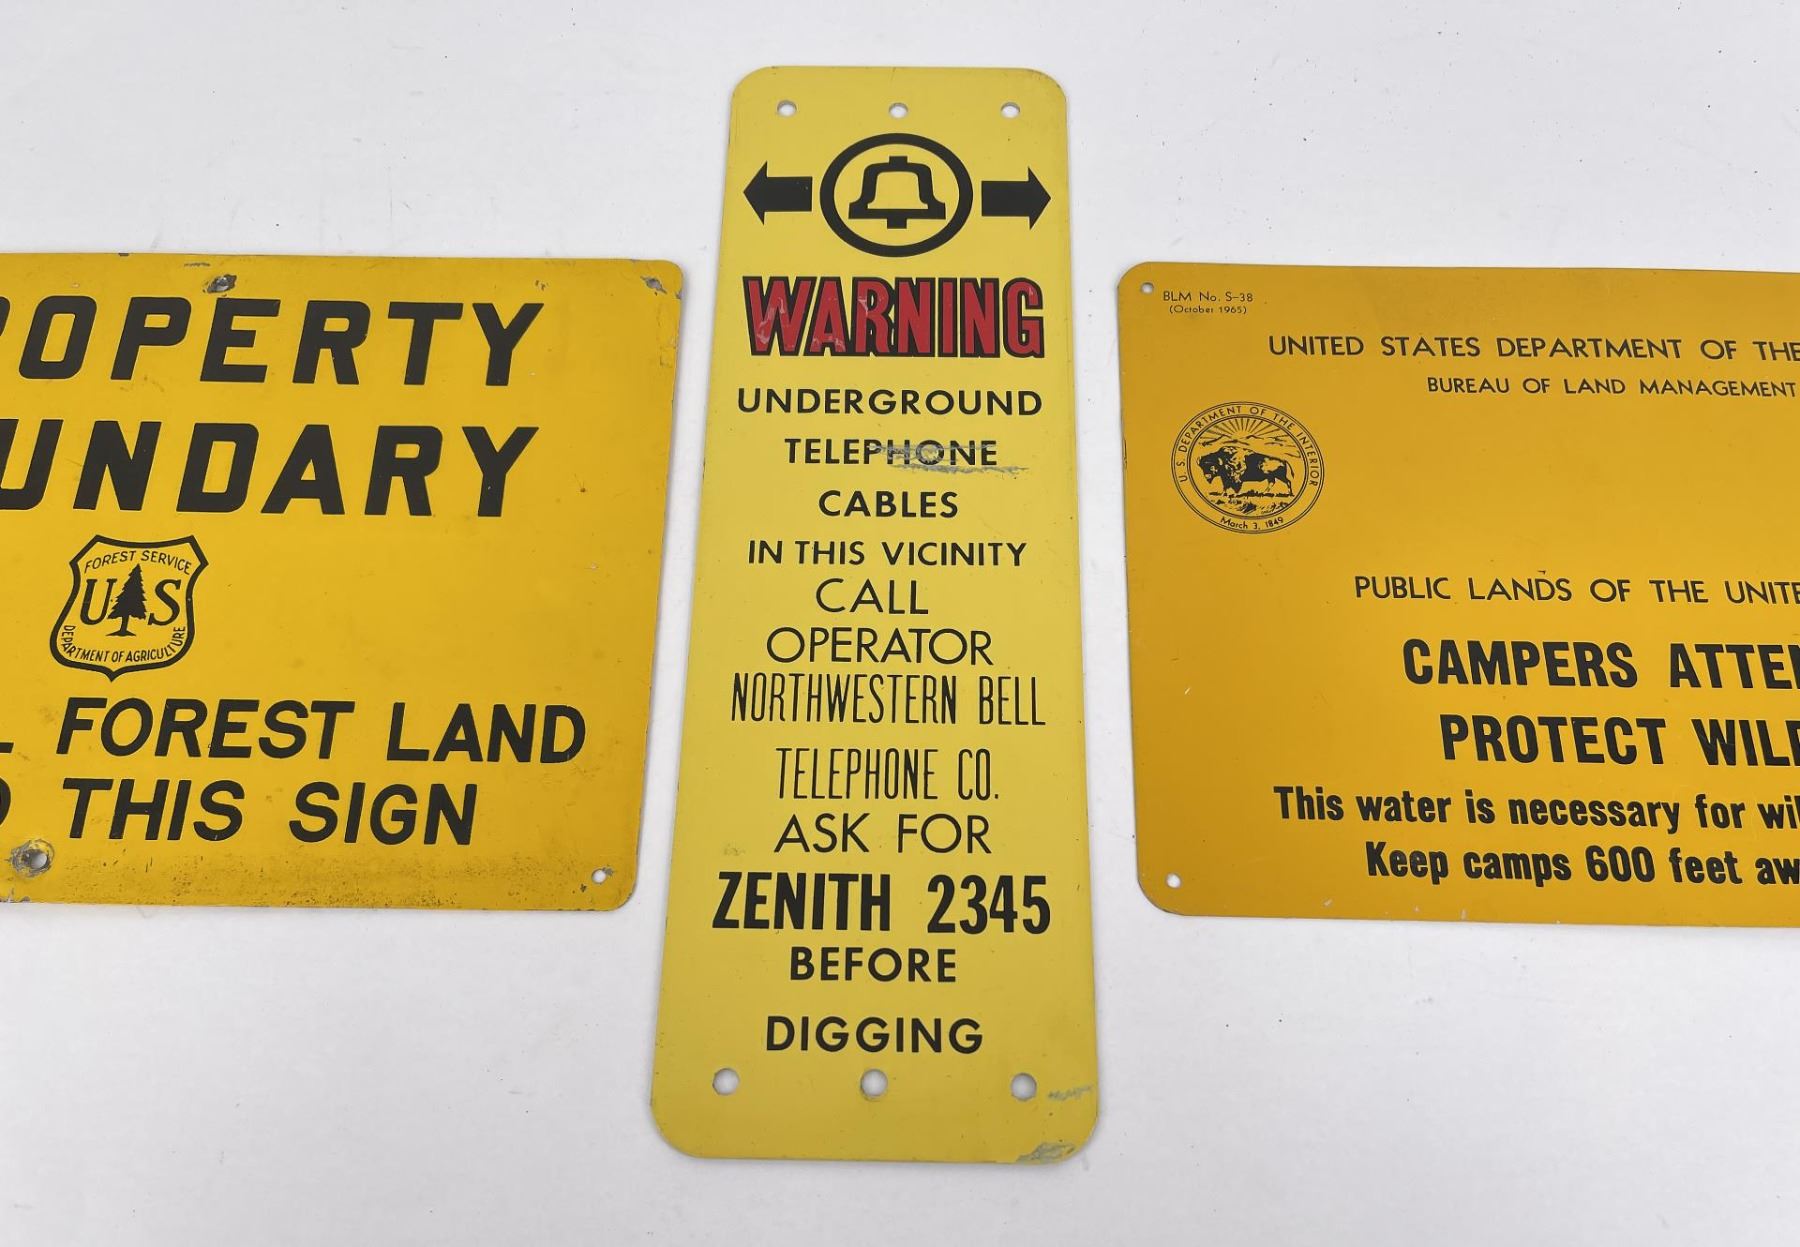 OPERTY
UNDARY
FOREST SERVICE
US
DEPARTMENT OF AGRICULTURE
FOREST LAND
THIS SIGN
WARNING
UNDERGROUND
TELEPHONE
CABLES
IN THIS VICINITY
CALL
OPERATOR
NORTHWESTERN BELL
TELEPHONE CO.
ASK FOR
ZENITH 2345
BEFORE
DIGGING
BLM No. S-38
(October 1965)
UNITED STATES DEPARTMENT OF THE
BUREAU OF LAND MANAGEMENT
U. S. DEPARTMENT OF THE INTERIOR
March 3, 1849
PUBLIC LANDS OF THE UNITE
CAMPERS ATTEN
PROTECT WIL
This water is necessary for wil
Keep camps 600 feet aw